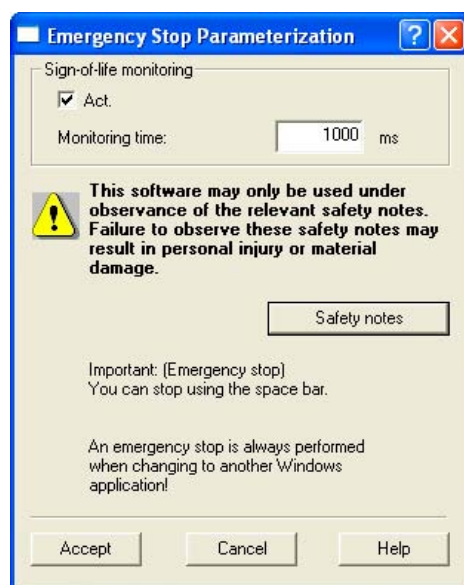 Emergency Stop Parameterization
Sign-of-life monitoring
Act.
Monitoring time: 1000 ms
This software may only be used under
observance of the relevant safety notes.
Failure to observe these safety notes may
result in personal injury or material
damage.
Safety notes
Important: (Emergency stop)
You can stop using the space bar.
An emergency stop is always performed
when changing to another Windows
application!
Accept Cancel Help